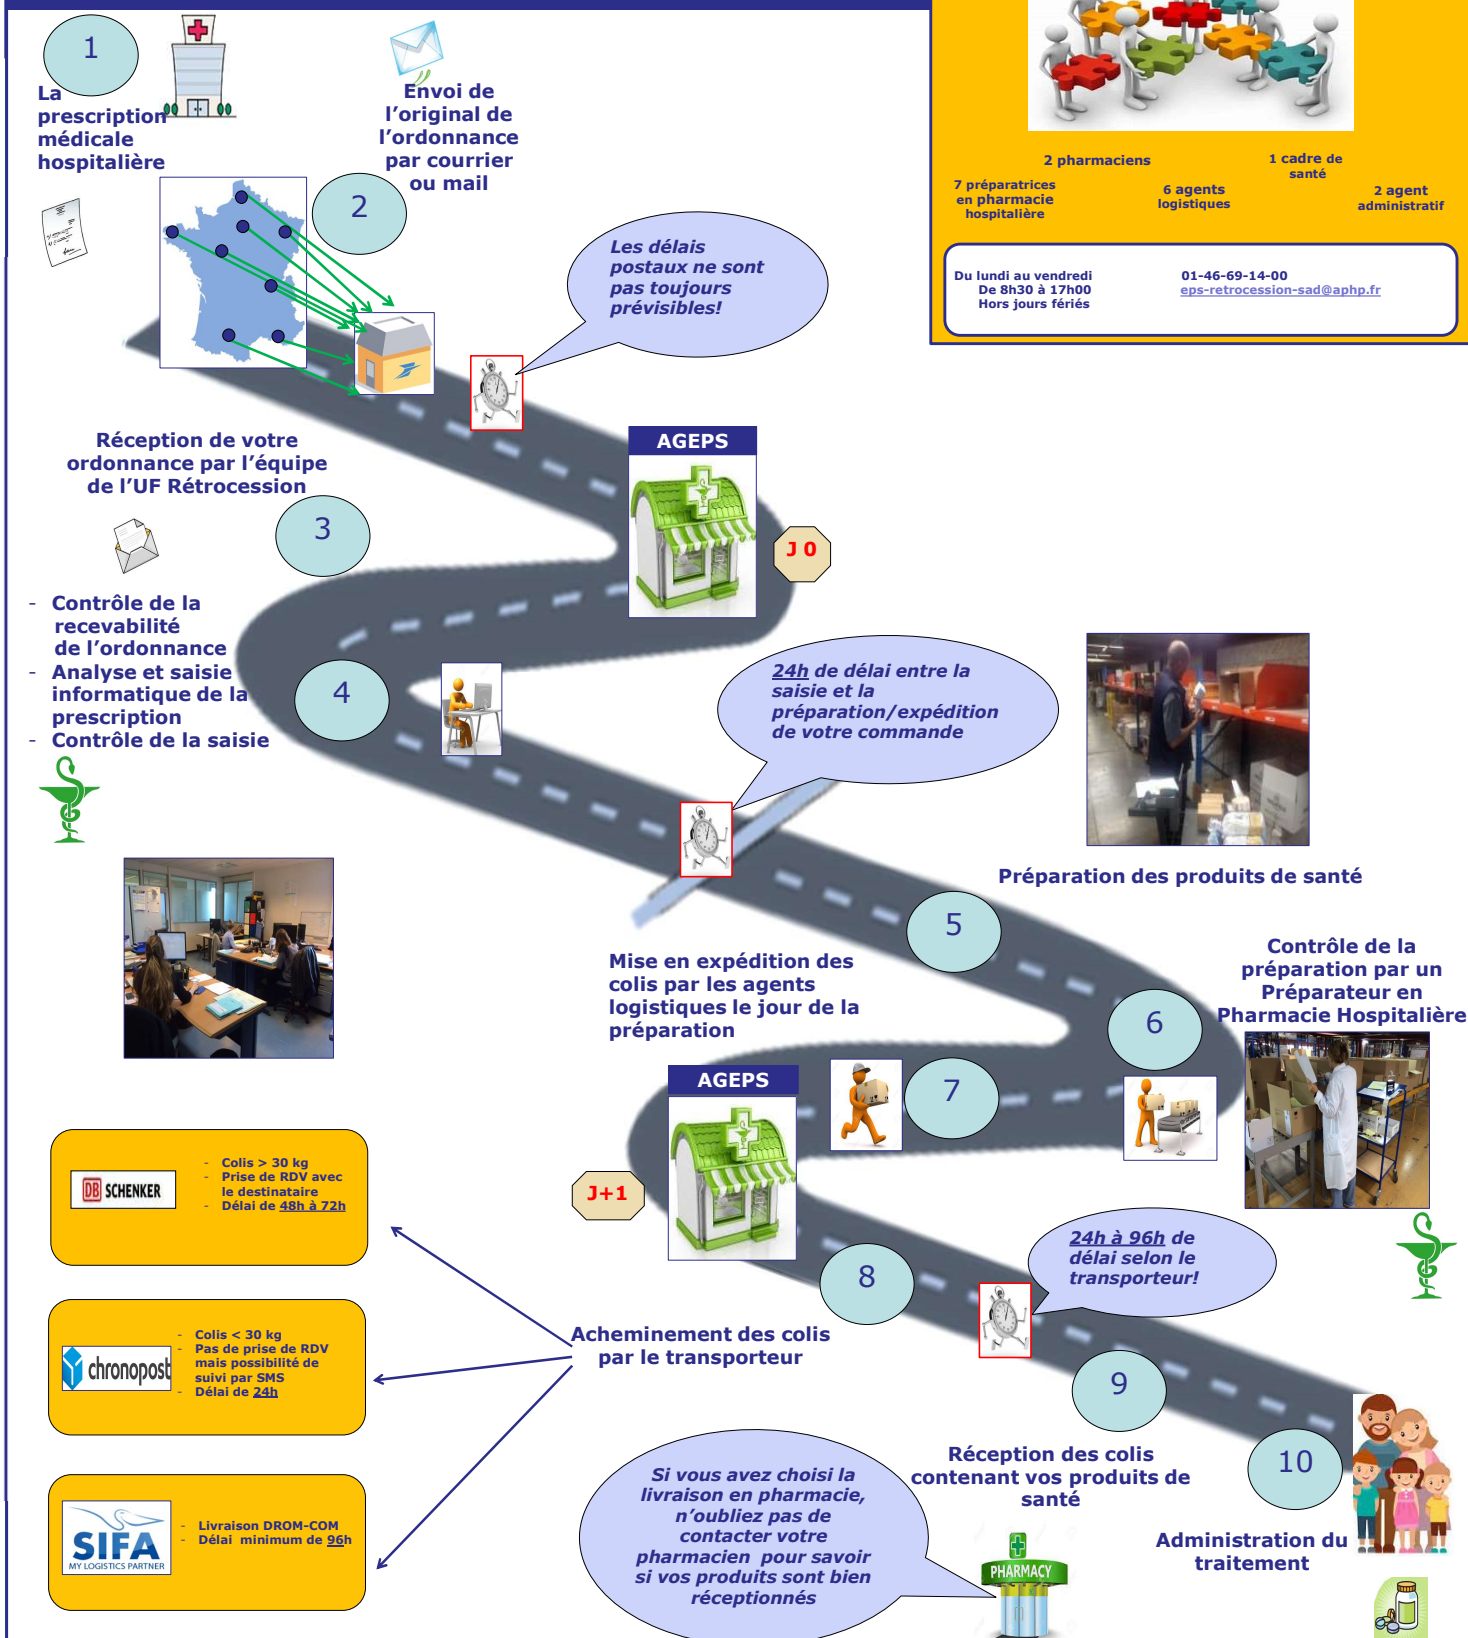 1
La
prescription
médicale
hospitalière
Envoi de
l’original de
l’ordonnance
par courrier
ou mail
2
2 pharmaciens
1 cadre de
santé
7 préparatrices
en pharmacie
hospitalière
6 agents
logistiques
2 agent
administratif
Du lundi au vendredi
De 8h30 à 17h00
Hors jours fériés
01-46-69-14-00
eps-retrocession-sad@aphp.fr
Les délais
postaux ne sont
pas toujours
prévisibles!
Réception de votre
ordonnance par l’équipe
de l’UF Rétrocession
3
AGEPS
J 0
- Contrôle de la
recevabilité
de l’ordonnance
- Analyse et saisie
informatique de la
prescription
- Contrôle de la saisie
4
24h de délai entre la
saisie et la
préparation/expédition
de votre commande
Préparation des produits de santé
5
Mise en expédition des
colis par les agents
logistiques le jour de la
préparation
Contrôle de la
préparation par un
Préparateur en
Pharmacie Hospitalière
6
7
AGEPS
J+1
DB SCHENKER
- Colis > 30 kg
- Prise de RDV avec
le destinataire
- Délai de 48h à 72h
24h à 96h de
délai selon le
transporteur!
8
chronopost
- Colis < 30 kg
- Pas de prise de RDV
mais possibilité de
suivi par SMS
- Délai de 24h
Acheminement des colis
par le transporteur
9
Réception des colis
contenant vos produits de
santé
10
Si vous avez choisi la
livraison en pharmacie,
n’oubliez pas de
contacter votre
pharmacien pour savoir
si vos produits sont bien
réceptionnés
SIFA
MY LOGISTICS PARTNER
- Livraison DROM-COM
- Délai minimum de 96h
PHARMACY
Administration du
traitement